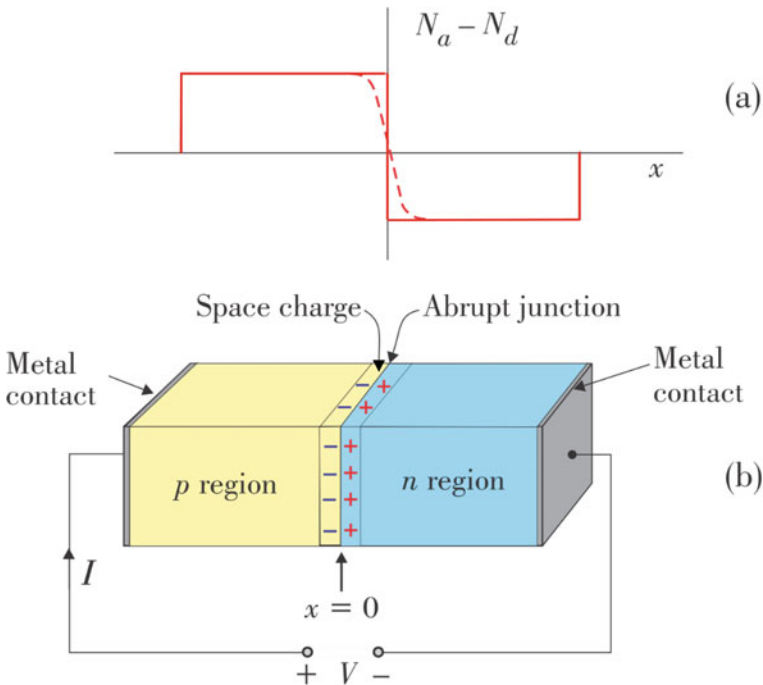 Na – Nd
(a)
x
Space charge
Abrupt junction
Metal
contact
Metal
contact
p region
n region
(b)
I
x = 0
+ V −